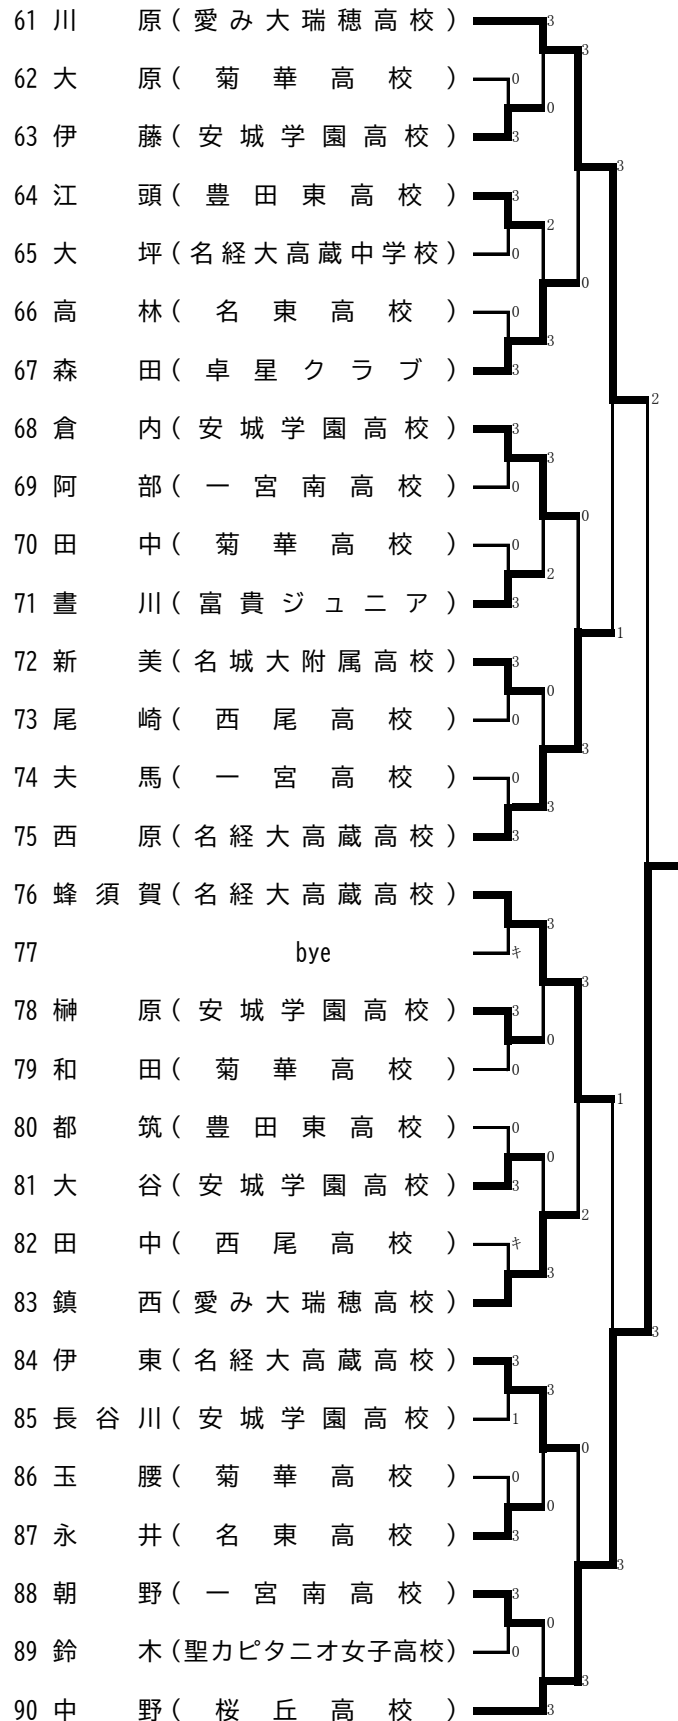 61 川 原 ( 愛 み 大 瑞 穂 高 校 ) 3
3
62 大 原 ( 菊 華 高 校 ) 0
0
63 伊 藤 ( 安 城 学 園 高 校 ) 3
3
64 江 頭 ( 豊 田 東 高 校 ) 3
2
65 大 坪 ( 名 経 大 高 蔵 中 学 校 ) 0
0
66 高 林 ( 名 東 高 校 ) 0
3
67 森 田 ( 卓 星 ク ラ ブ ) 3
2
68 倉 内 ( 安 城 学 園 高 校 ) 3
3
69 阿 部 ( 一 宮 南 高 校 ) 0
0
70 田 中 ( 菊 華 高 校 ) 0
2
71 晝 川 ( 富 貴 ジ ュ ニ ア ) 3
1
72 新 美 ( 名 城 大 附 属 高 校 ) 3
0
73 尾 崎 ( 西 尾 高 校 ) 0
3
74 夫 馬 ( 一 宮 高 校 ) 0
3
75 西 原 ( 名 経 大 高 蔵 高 校 ) 3
76 蜂 須 賀 ( 名 経 大 高 蔵 高 校 )
3
77 bye キ
3
78 榊 原 ( 安 城 学 園 高 校 ) 3
0
79 和 田 ( 菊 華 高 校 ) 0
1
80 都 筑 ( 豊 田 東 高 校 ) 0
0
81 大 谷 ( 安 城 学 園 高 校 ) 3
2
82 田 中 ( 西 尾 高 校 ) キ
3
83 鎮 西 ( 愛 み 大 瑞 穂 高 校 )
3
84 伊 東 ( 名 経 大 高 蔵 高 校 ) 3
3
85 長 谷 川 ( 安 城 学 園 高 校 ) 1
0
86 玉 腰 ( 菊 華 高 校 ) 0
0
87 永 井 ( 名 東 高 校 ) 3
3
88 朝 野 ( 一 宮 南 高 校 ) 3
0
89 鈴 木 (聖カピタニオ女子高校) 0
3
90 中 野 ( 桜 丘 高 校 ) 3